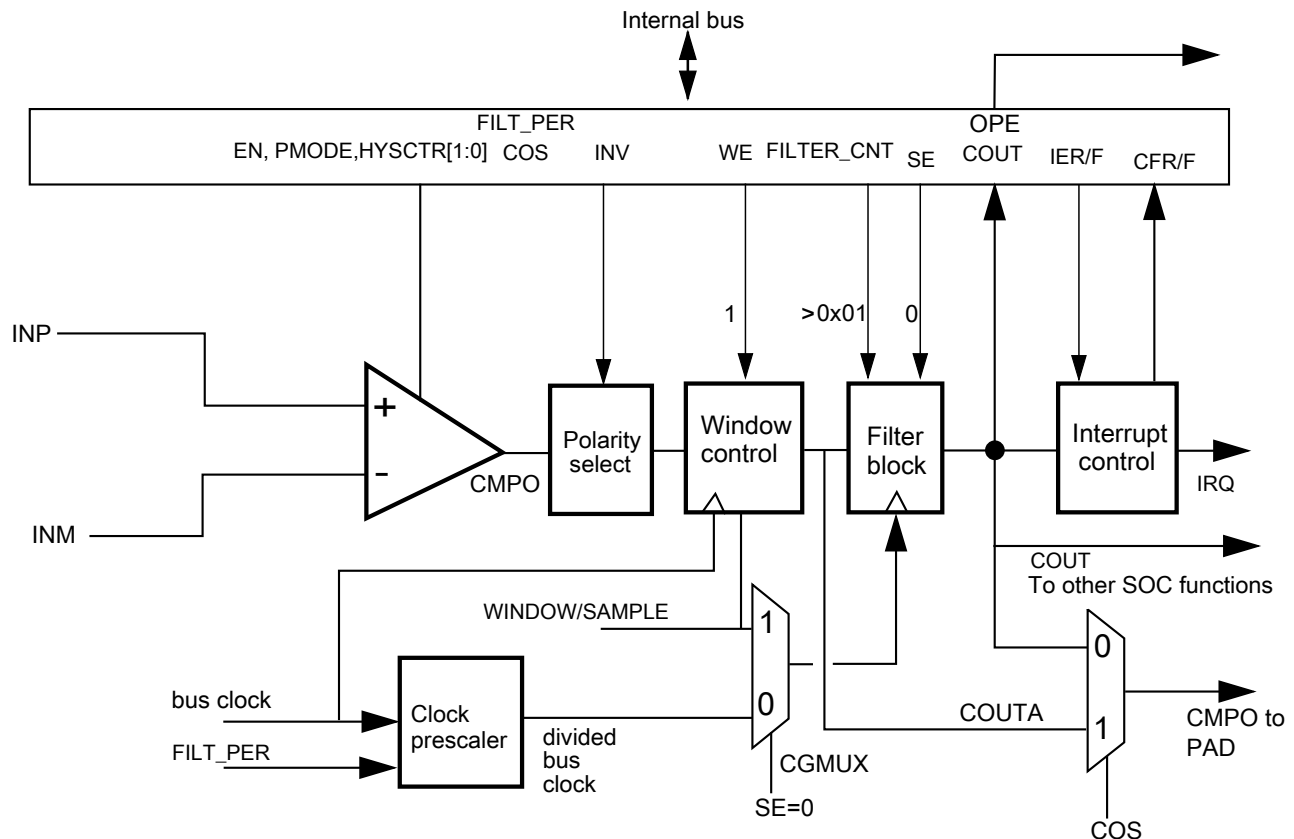 Internal bus
FILT_PER
OPE
EN, PMODE,HYSCTR[1:0]
COS
INV
WE
FILTER_CNT
SE
COUT
IER/F
CFR/F
1
>0x01
0
INP
+
-
INM
CMPO
Polarity
select
Window
control
Filter
block
Interrupt
control
IRQ
COUT
To other SOC functions
WINDOW/SAMPLE
1
0
CGMUX
SE=0
bus clock
FILT_PER
Clock
prescaler
divided
bus
clock
COUTA
0
1
CMPO to
PAD
COS